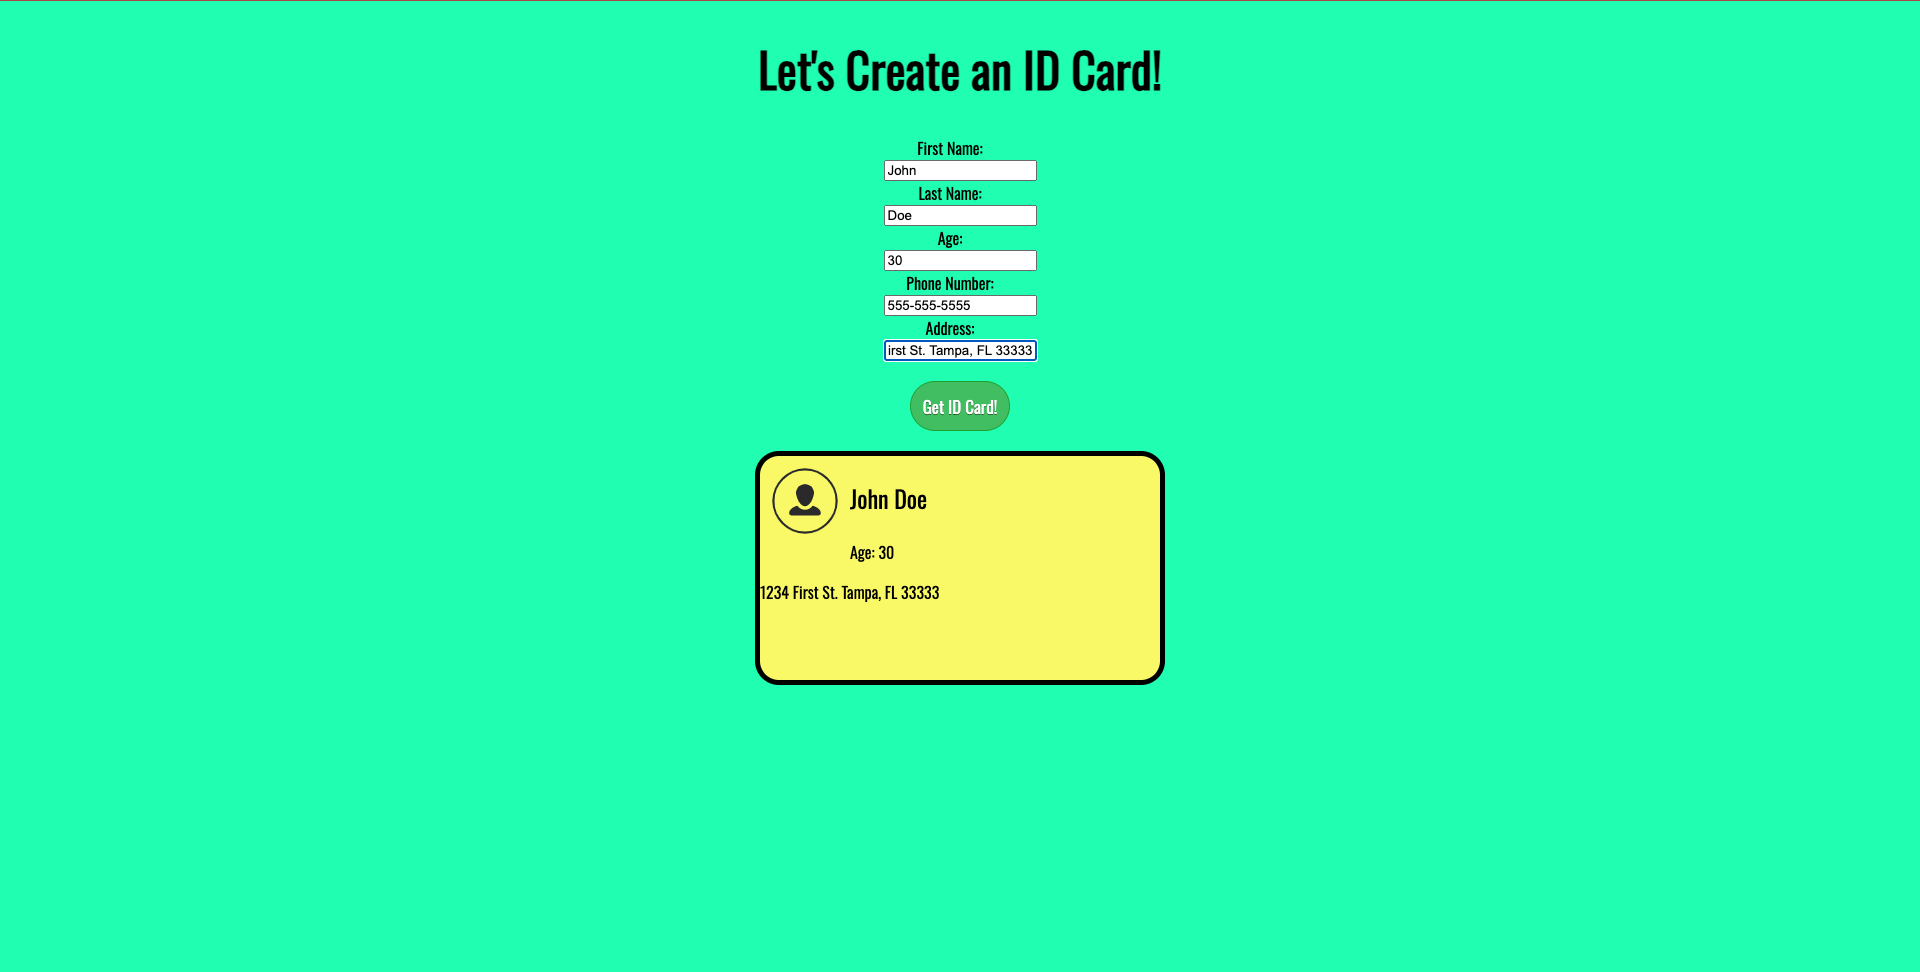 Let's Create an ID Card!
First Name:
John
Last Name:
Doe
Age:
30
Phone Number:
555-555-5555
Address:
irst St. Tampa, FL 33333
Get ID Card!
John Doe
Age: 30
1234 First St. Tampa, FL 33333